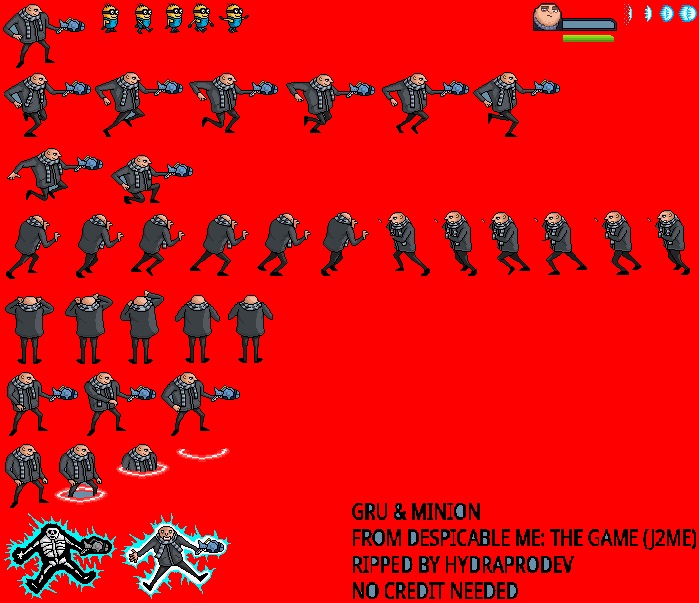 GRU & MINION
FROM DESPICABLE ME: THE GAME (J2ME)
RIPPED BY HYDRAPRODEV
NO CREDIT NEEDED